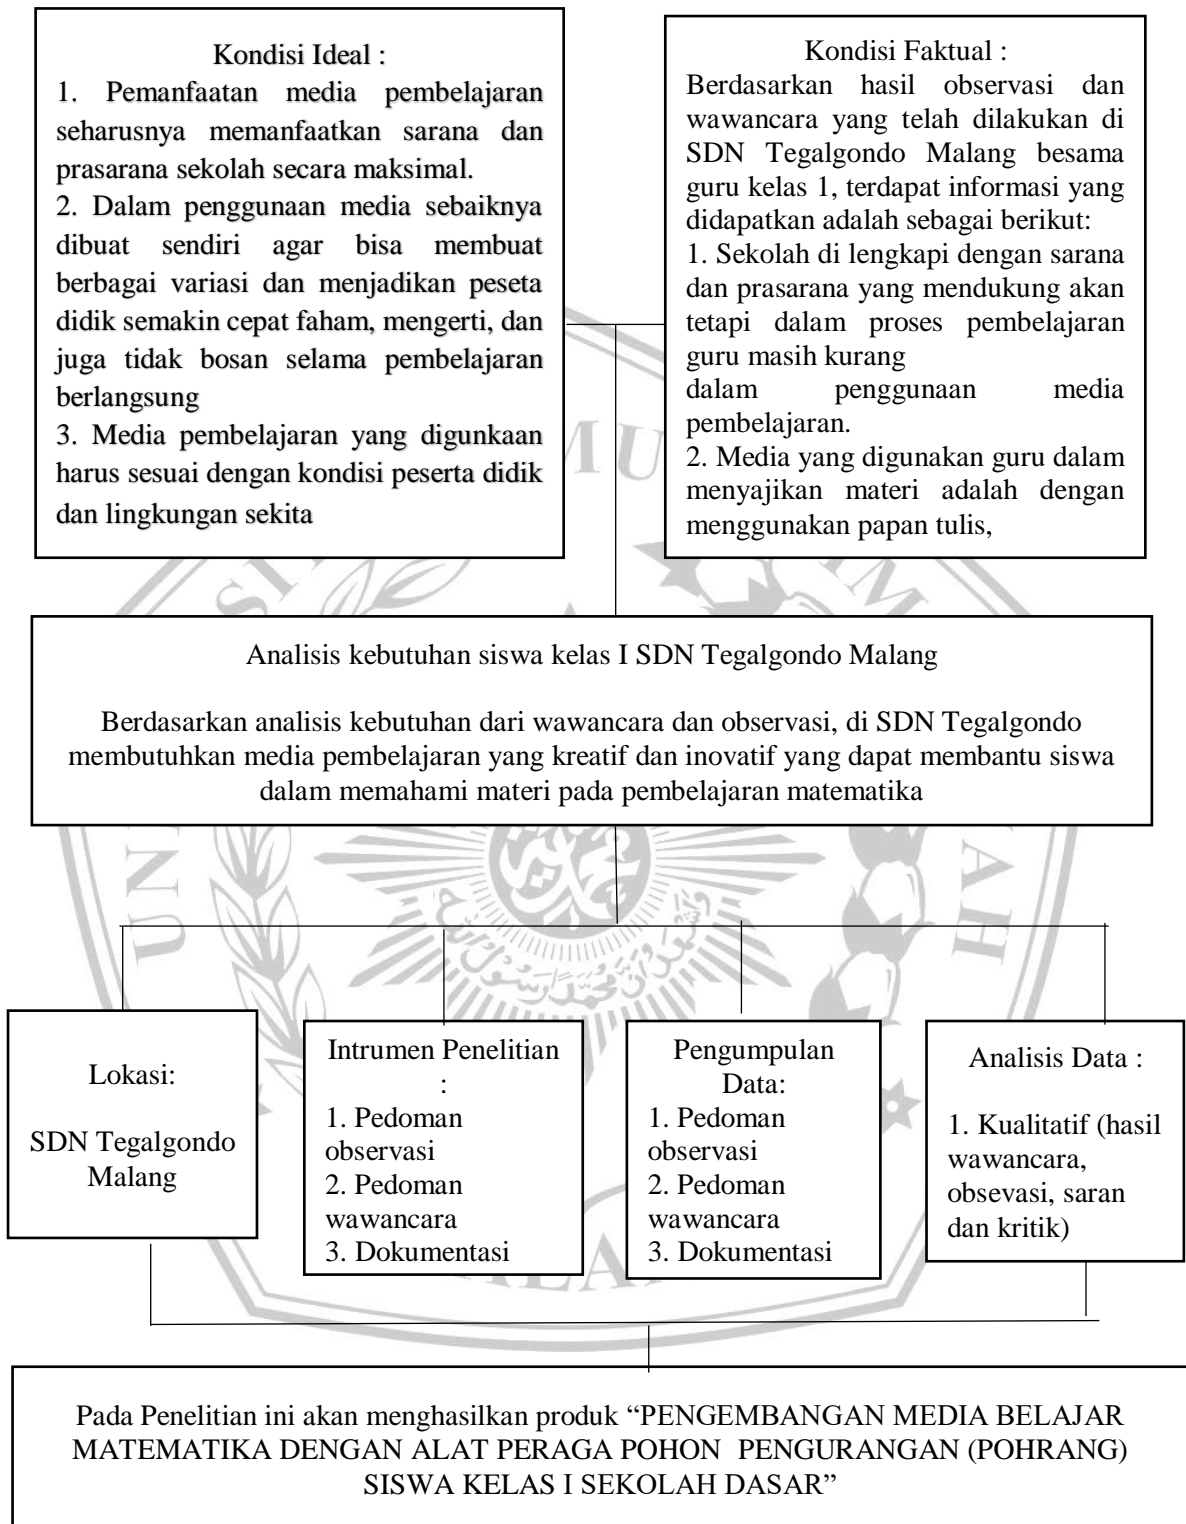 Kondisi Ideal :
1. Pemanfaatan media pembelajaran
seharusnya memanfaatkan sarana dan
prasarana sekolah secara maksimal.
2. Dalam penggunaan media sebaiknya
dibuat sendiri agar bisa membuat
berbagai variasi dan menjadikan peseta
didik semakin cepat faham, mengerti, dan
juga tidak bosan selama pembelajaran
berlangsung
3. Media pembelajaran yang digunkaan
harus sesuai dengan kondisi peserta didik
dan lingkungan sekita
Kondisi Faktual :
Berdasarkan hasil observasi dan
wawancara yang telah dilakukan di
SDN Tegalgondo Malang besama
guru kelas 1, terdapat informasi yang
didapatkan adalah sebagai berikut:
1. Sekolah di lengkapi dengan sarana
dan prasarana yang mendukung akan
tetapi dalam proses pembelajaran
guru masih kurang
dalam penggunaan media
pembelajaran.
2. Media yang digunakan guru dalam
menyajikan materi adalah dengan
menggunakan papan tulis,
Analisis kebutuhan siswa kelas I SDN Tegalgondo Malang
Berdasarkan analisis kebutuhan dari wawancara dan observasi, di SDN Tegalgondo
membutuhkan media pembelajaran yang kreatif dan inovatif yang dapat membantu siswa
dalam memahami materi pada pembelajaran matematika
Lokasi:
SDN Tegalgondo
Malang
Intrumen Penelitian
:
1. Pedoman
observasi
2. Pedoman
wawancara
3. Dokumentasi
Pengumpulan
Data:
1. Pedoman
observasi
2. Pedoman
wawancara
3. Dokumentasi
Analisis Data :
1. Kualitatif (hasil
wawancara,
obsevasi, saran
dan kritik)
Pada Penelitian ini akan menghasilkan produk “PENGEMBANGAN MEDIA BELAJAR
MATEMATIKA DENGAN ALAT PERAGA POHON PENGURANGAN (POHRANG)
SISWA KELAS I SEKOLAH DASAR”